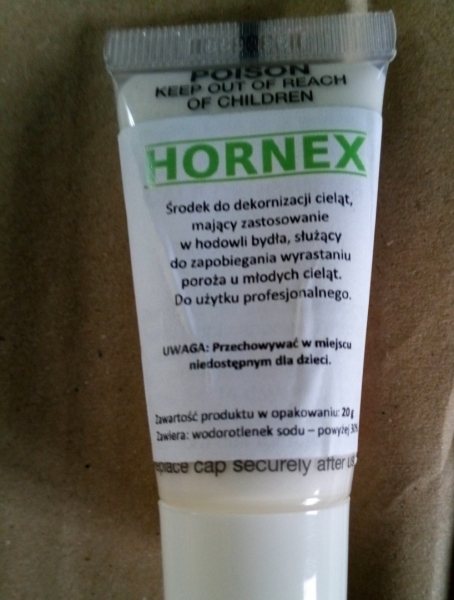 POISON
KEEP OUT OF REACH
OF CHILDREN
HORNEX
Środek do dekornizacji cieląt,
mający zastosowanie
w hodowli bydła, służący
do zapobiegania wyrastaniu
poroża u młodych cieląt.
Do użytku profesjonalnego.
UWAGA: Przechowywać w miejscu
niedostępnym dla dzieci.
Zawartość produktu w opakowaniu: 20 g
Zawiera: wodorotlenek sodu – powyżej
cap securely after